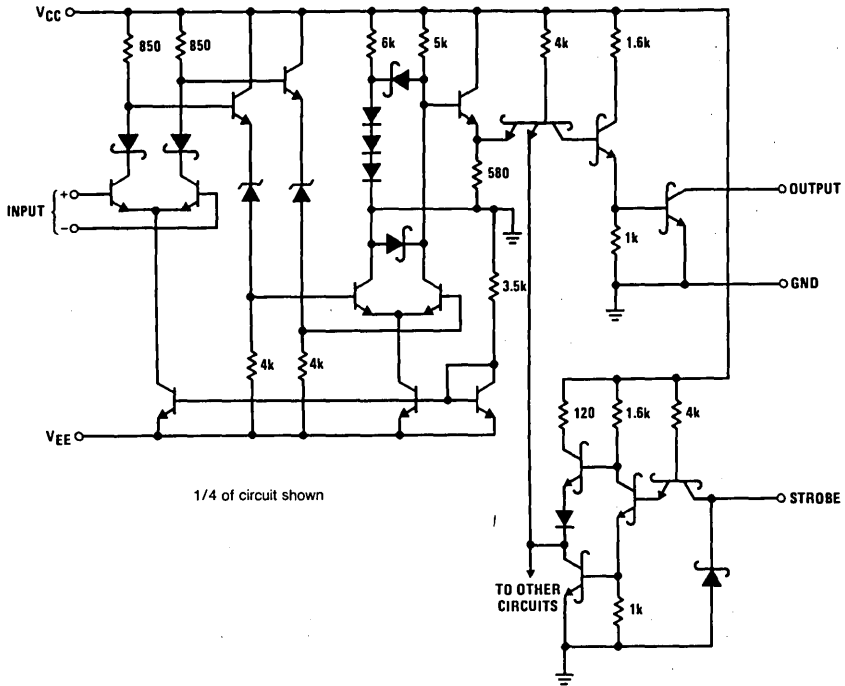 VCC
850
850
6k
5k
4k
1.6k
INPUT
+
−
580
OUTPUT
1k
GND
3.5k
4k
4k
VEE
120
1.6k
4k
1/4 of circuit shown
STROBE
TO OTHER
CIRCUITS
1k